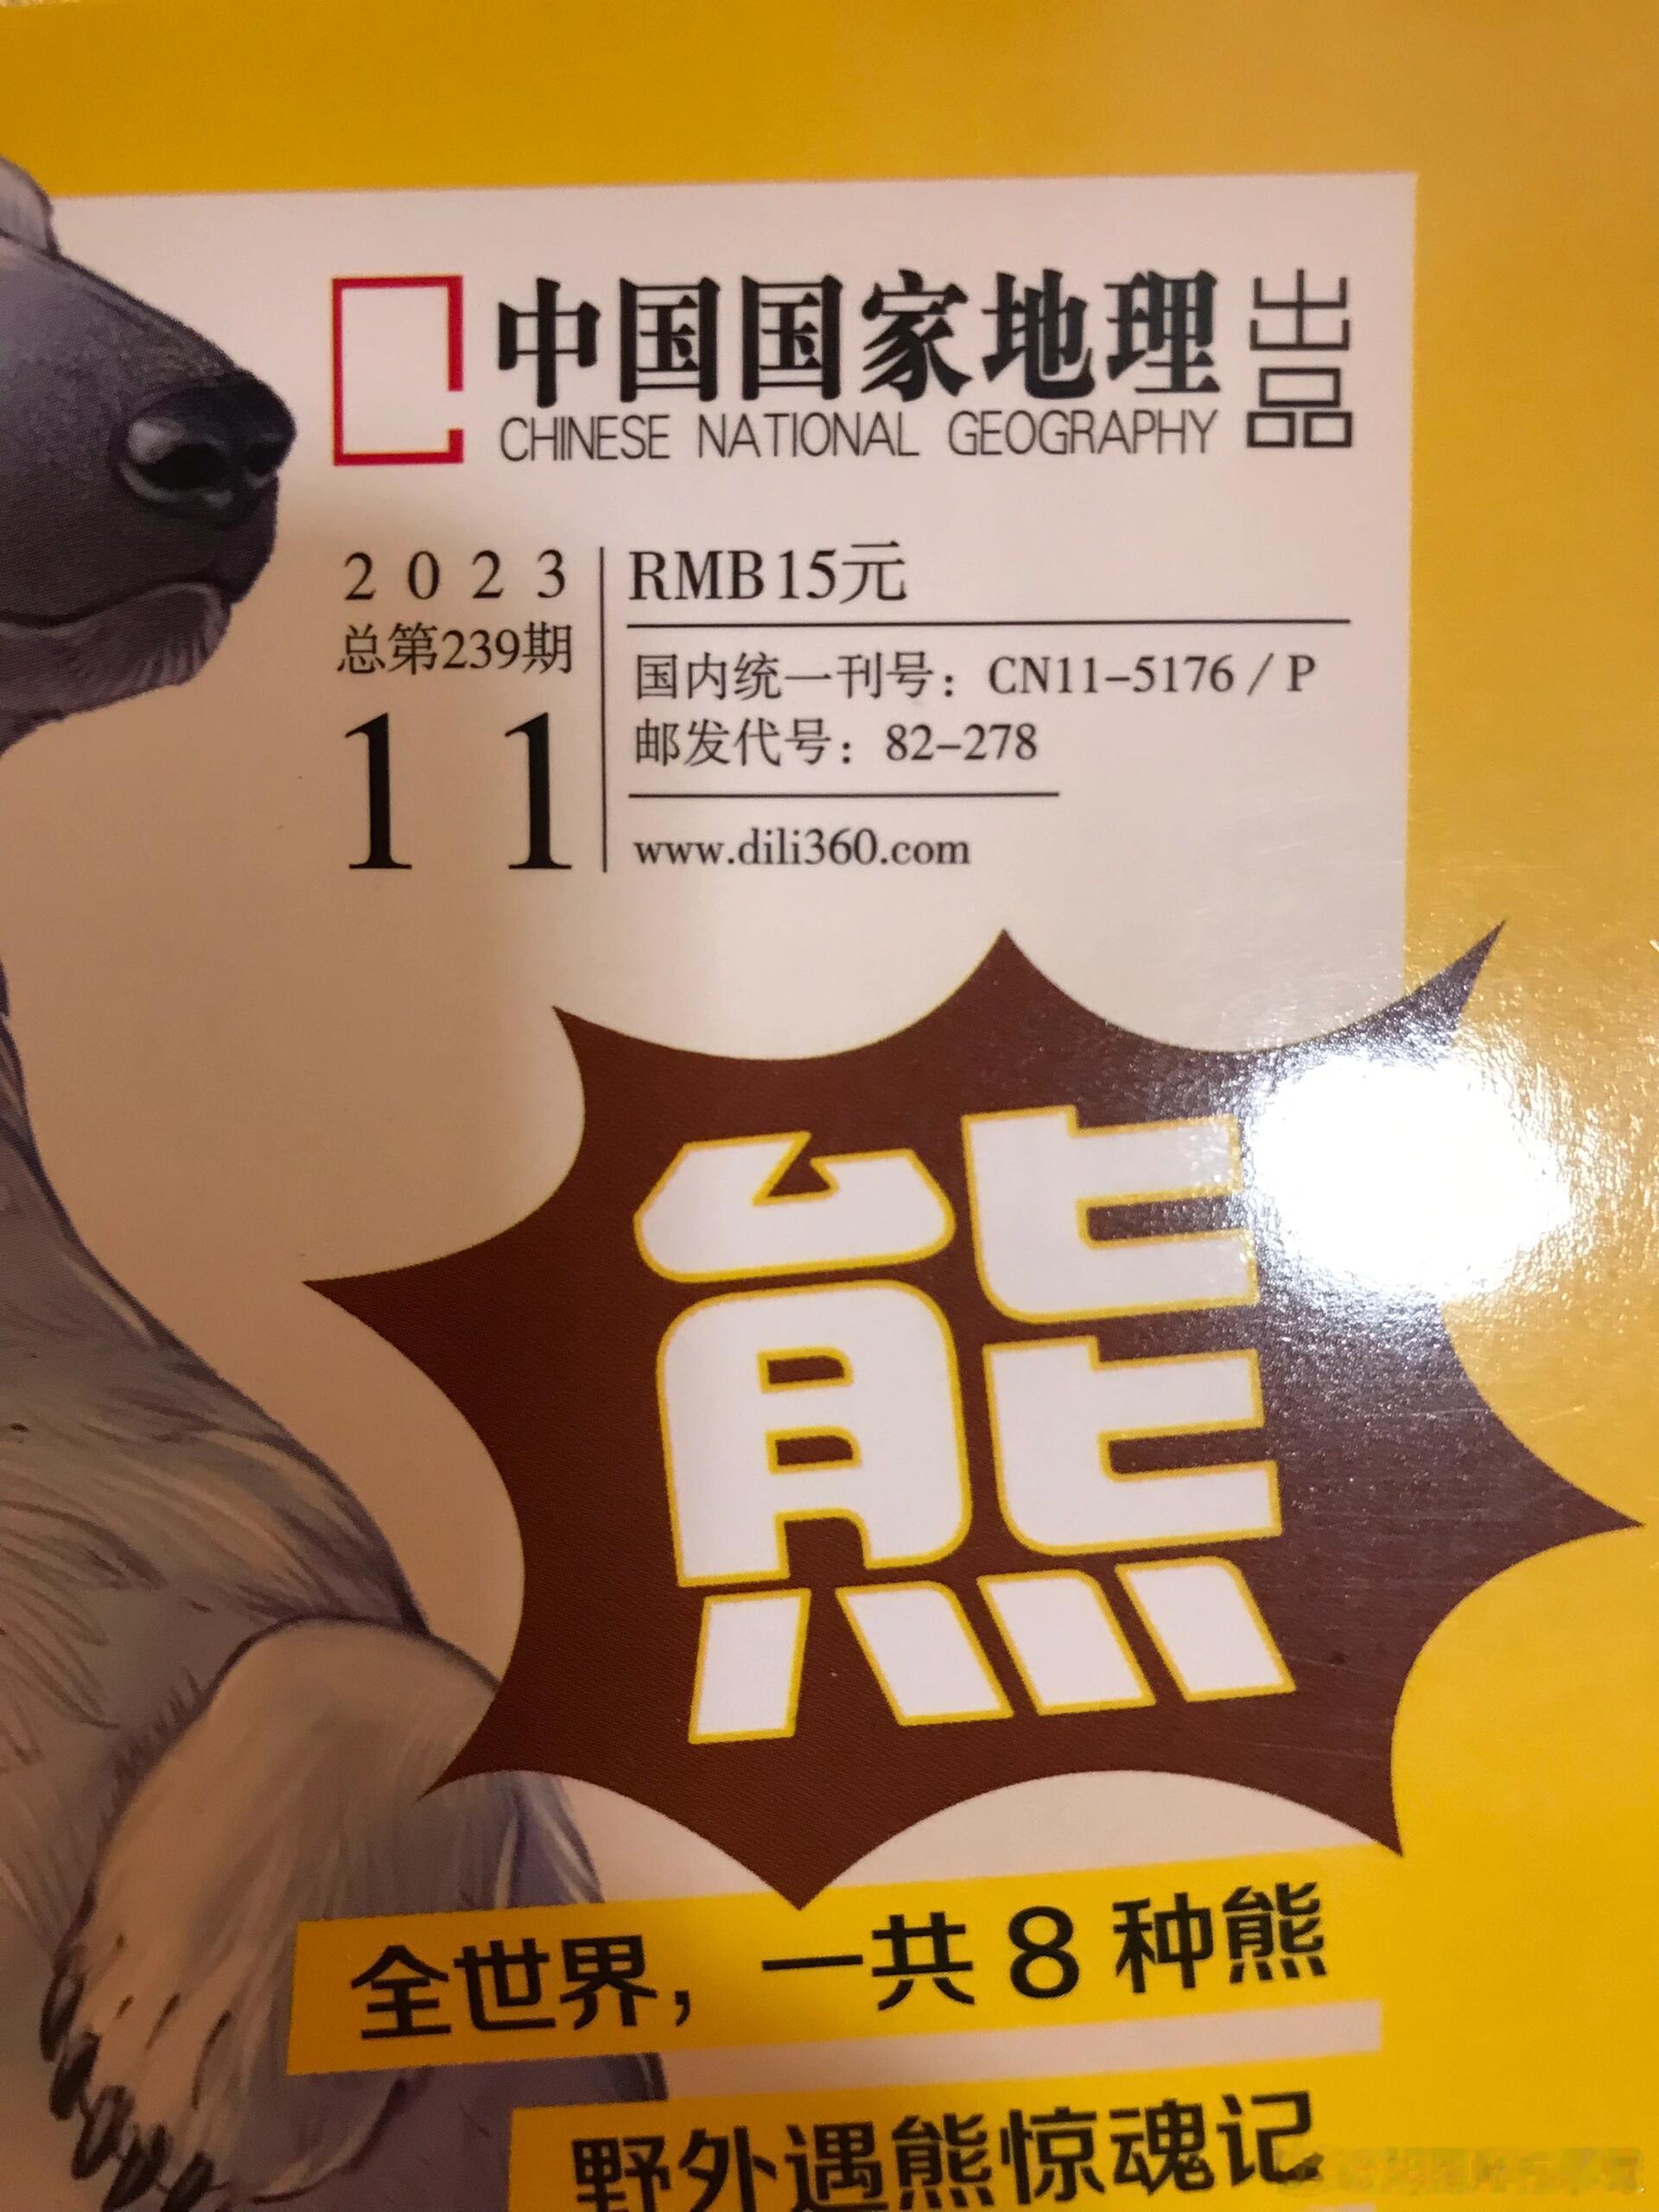 中国国家地理 出品
CHINESE NATIONAL GEOGRAPHY
2023
总第239期
11
RMB15元
国内统一刊号：CN11-5176/P
邮发代号：82-278
www.dili360.com
熊
全世界，一共8种熊
野外遇熊惊魂记